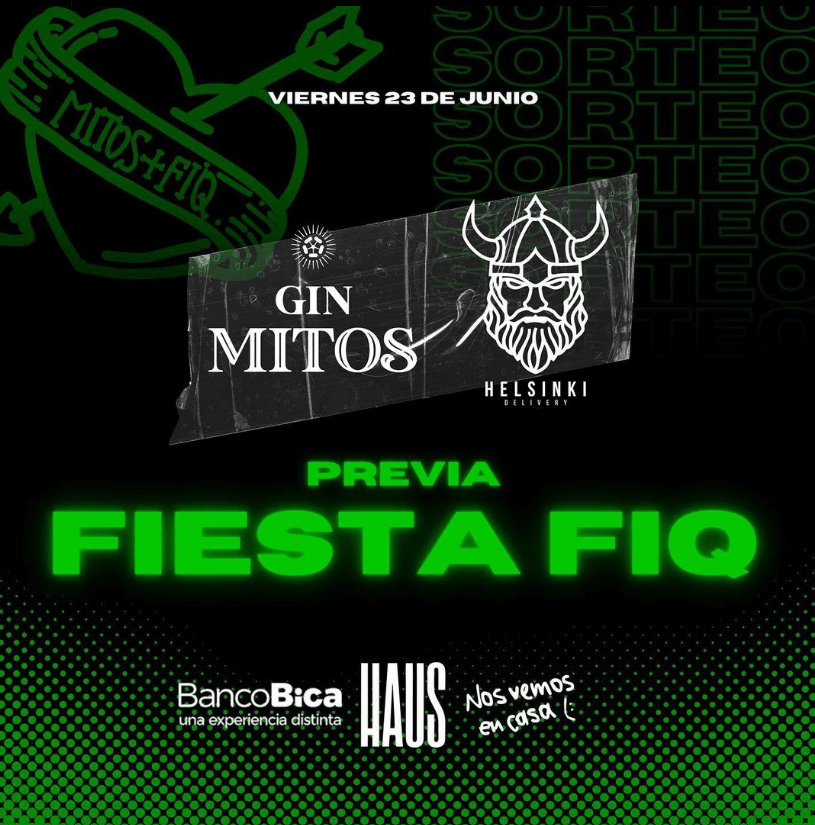 SORTEO
SORTEO
SORTEO
SORTEO
SORTEO
SORTEO
SORTEO
MITOS+FIQ
VIERNES 23 DE JUNIO
GIN
MITOS
HELSINKI
DELIVERY
PREVIA
FIESTA FIQ
BancoBica
una experiencia distinta
HAUS
Nos vemos
en casa (: